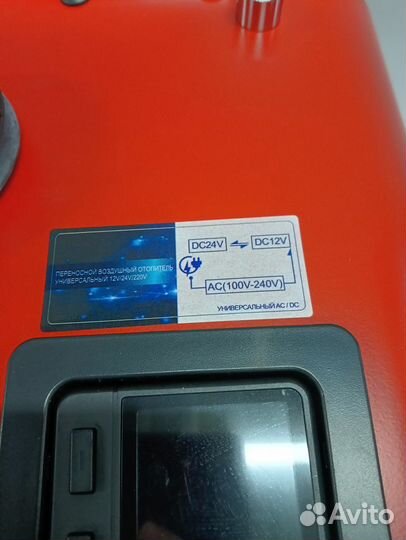 ПЕРЕНОСНОЙ ВОЗДУШНЫЙ ОТОПИТЕЛЬ
УНИВЕРСАЛЬНЫЙ 12V/24V/220V
DC24V DC12V
AC(100V-240V)
УНИВЕРСАЛЬНЫЙ AC/DC
Avito